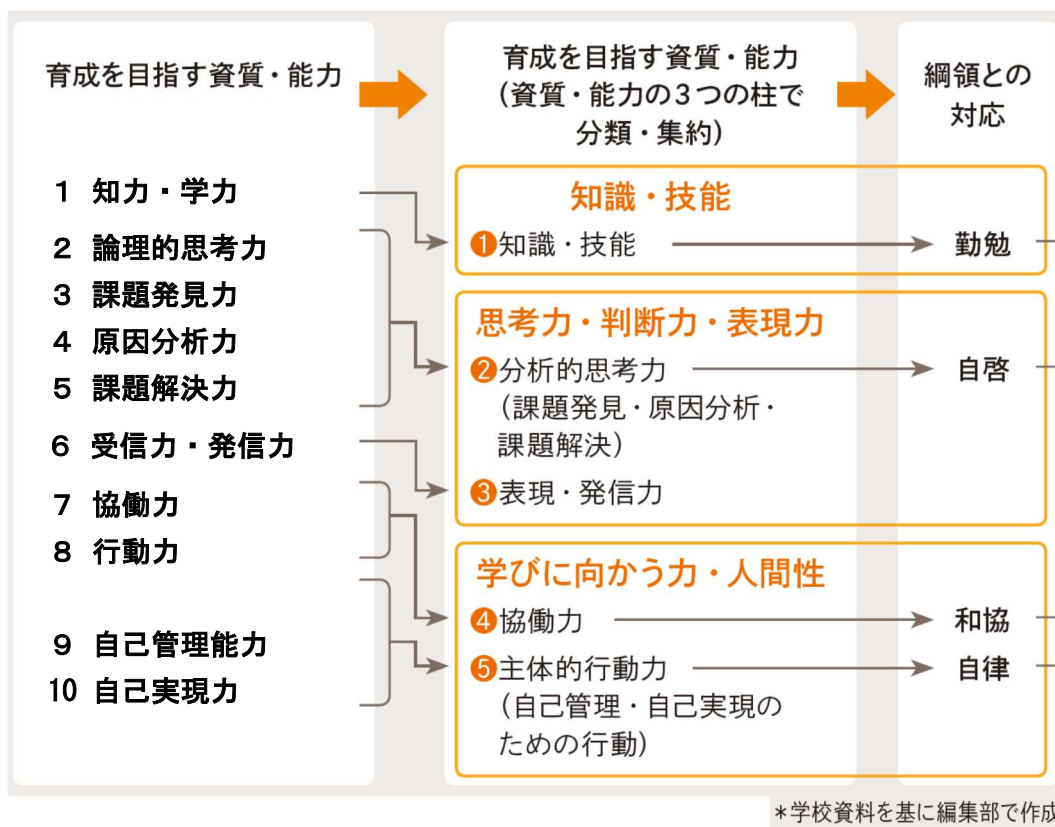 育成を目指す資質・能力
1 知力・学力
2 論理的思考力
3 課題発見力
4 原因分析力
5 課題解決力
6 受信力・発信力
7 協働力
8 行動力
9 自己管理能力
10 自己実現力
育成を目指す資質・能力
(資質・能力の3つの柱で
分類・集約)
知識・技能
❶知識・技能
思考力・判断力・表現力
❷分析的思考力
(課題発見・原因分析・
課題解決)
❸表現・発信力
学びに向かう力・人間性
❹協働力
❺主体的行動力
(自己管理・自己実現の
ための行動)
綱領との
対応
勤勉
自啓
和協
自律
*学校資料を基に編集部で作成